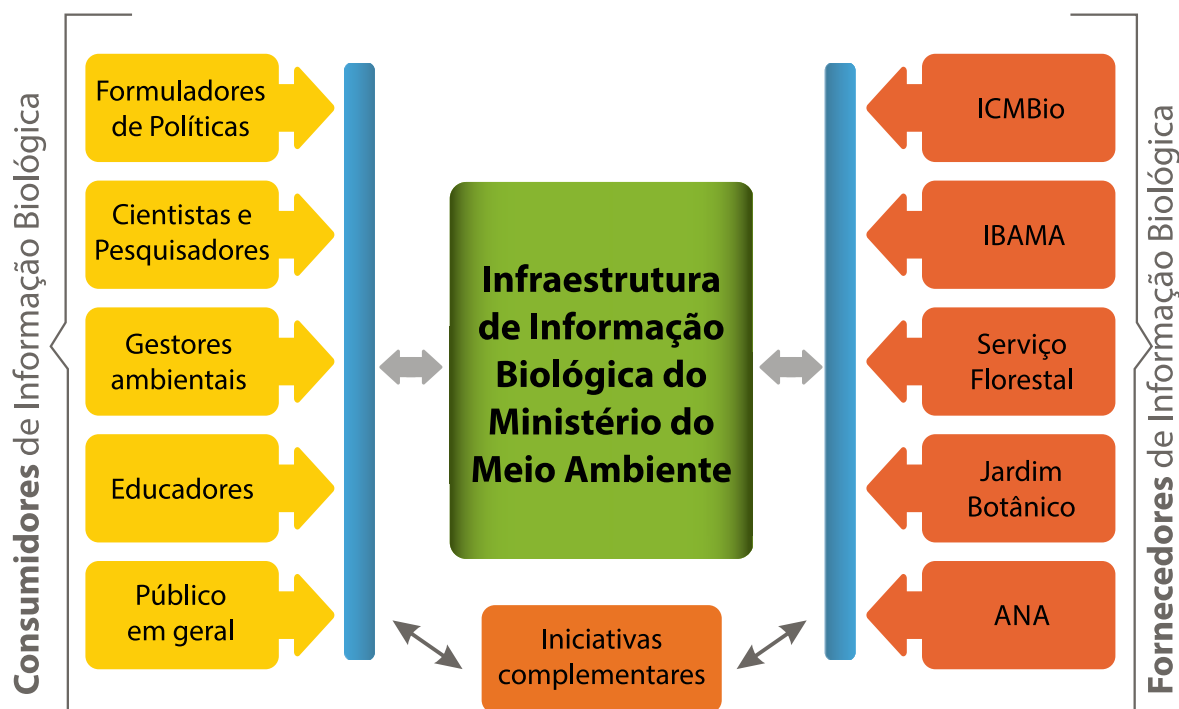 Consumidores de Informação Biológica
Formuladores
de Políticas
Cientistas e
Pesquisadores
Gestores
ambientais
Educadores
Público
em geral
Infraestrutura
de Informação
Biológica do
Ministério do
Meio Ambiente
Iniciativas
complementares
ICMBio
IBAMA
Serviço
Florestal
Jardim
Botânico
ANA
Fornecedores de Informação Biológica